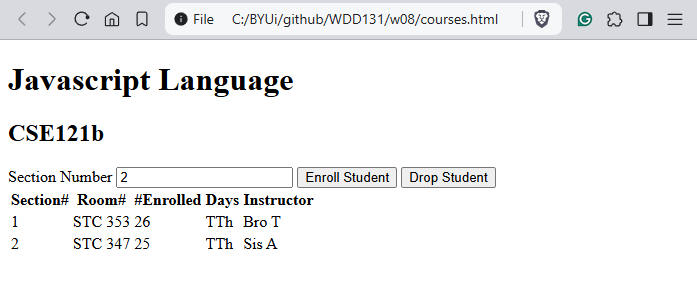 File C:/BYUi/github/WDD131/w08/courses.html
Javascript Language
CSE121b
Section Number 2 Enroll Student Drop Student
Section# Room# #Enrolled Days Instructor
1 STC 353 26 TTh Bro T
2 STC 347 25 TTh Sis A